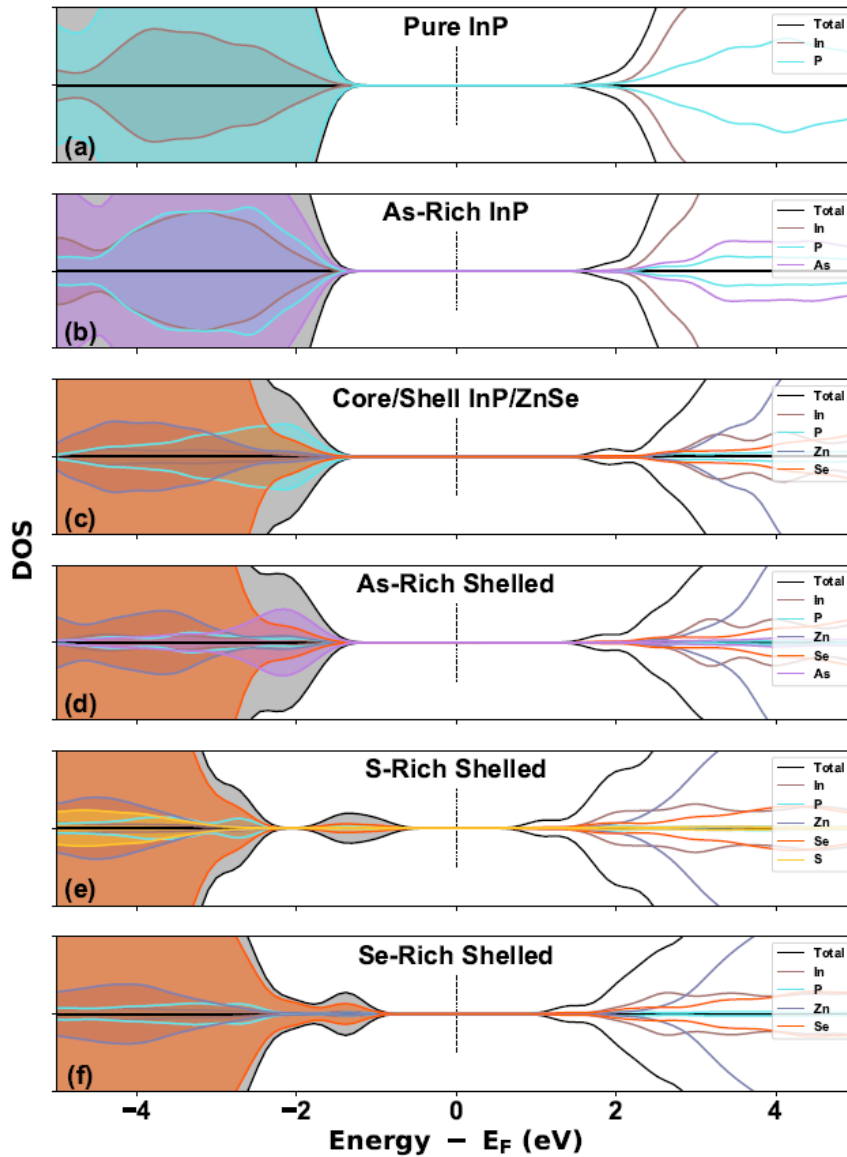 Pure InP
Total
In
P
(a)
As-Rich InP
Total
In
P
As
(b)
Core/Shell InP/ZnSe
Total
In
P
Zn
Se
(c)
DOS
As-Rich Shelled
Total
In
P
Zn
Se
As
(d)
S-Rich Shelled
Total
In
P
Zn
Se
S
(e)
Se-Rich Shelled
Total
In
P
Zn
Se
(f)
−4 −2 0 2 4
Energy − E_F (eV)